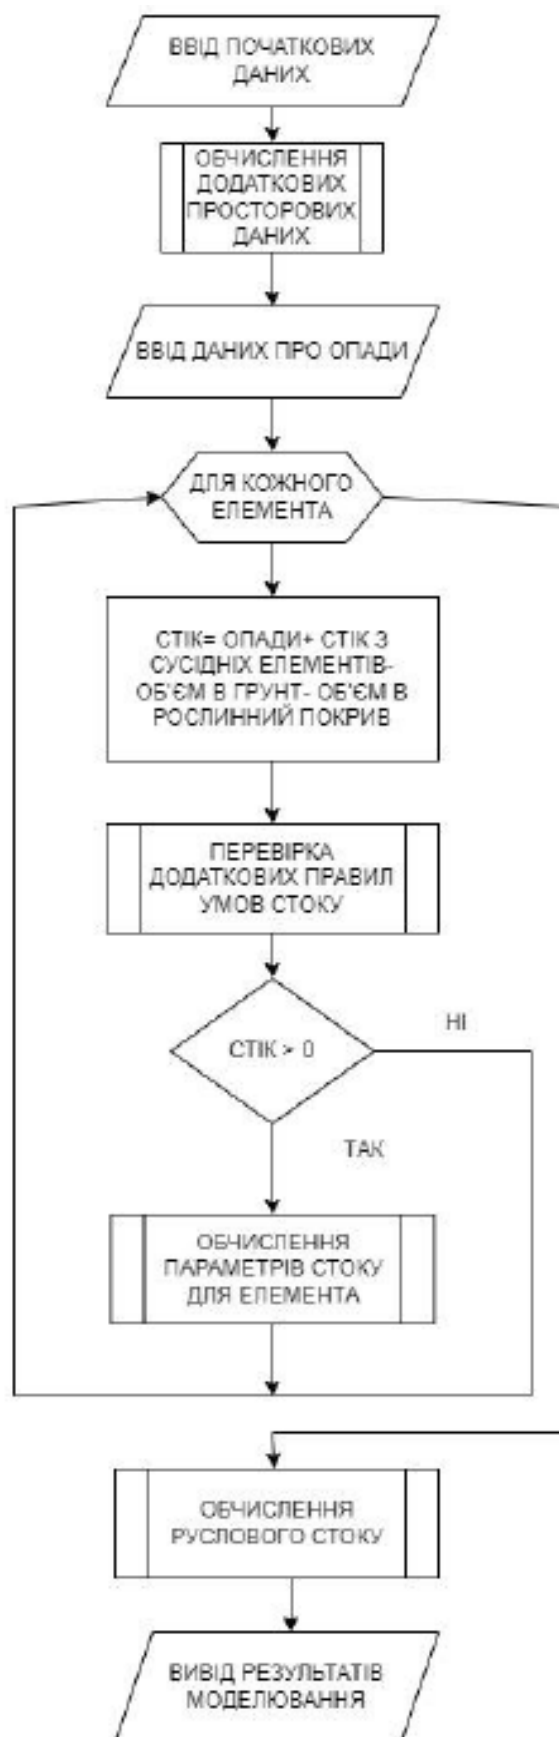 ВВІД ПОЧАТКОВИХ
ДАНИХ
ОБЧИСЛЕННЯ
ДОДАТКОВИХ
ПРОСТОРОВИХ
ДАНИХ
ВВІД ДАНИХ ПРО ОПАДИ
ДЛЯ КОЖНОГО
ЕЛЕМЕНТА
СТІК= ОПАДИ+ СТІК З
СУСІДНІХ ЕЛЕМЕНТІВ-
ОБ'ЄМ В ГРУНТ- ОБ'ЄМ В
РОСЛИННИЙ ПОКРИВ
ПЕРЕВІРКА
ДОДАТКОВИХ ПРАВИЛ
УМОВ СТОКУ
СТІК > 0
НІ
ТАК
ОБЧИСЛЕННЯ
ПАРАМЕТРІВ СТОКУ
ДЛЯ ЕЛЕМЕНТА
ОБЧИСЛЕННЯ
РУСЛОВОГО СТОКУ
ВИВІД РЕЗУЛЬТАТІВ
МОДЕЛЮВАННЯ